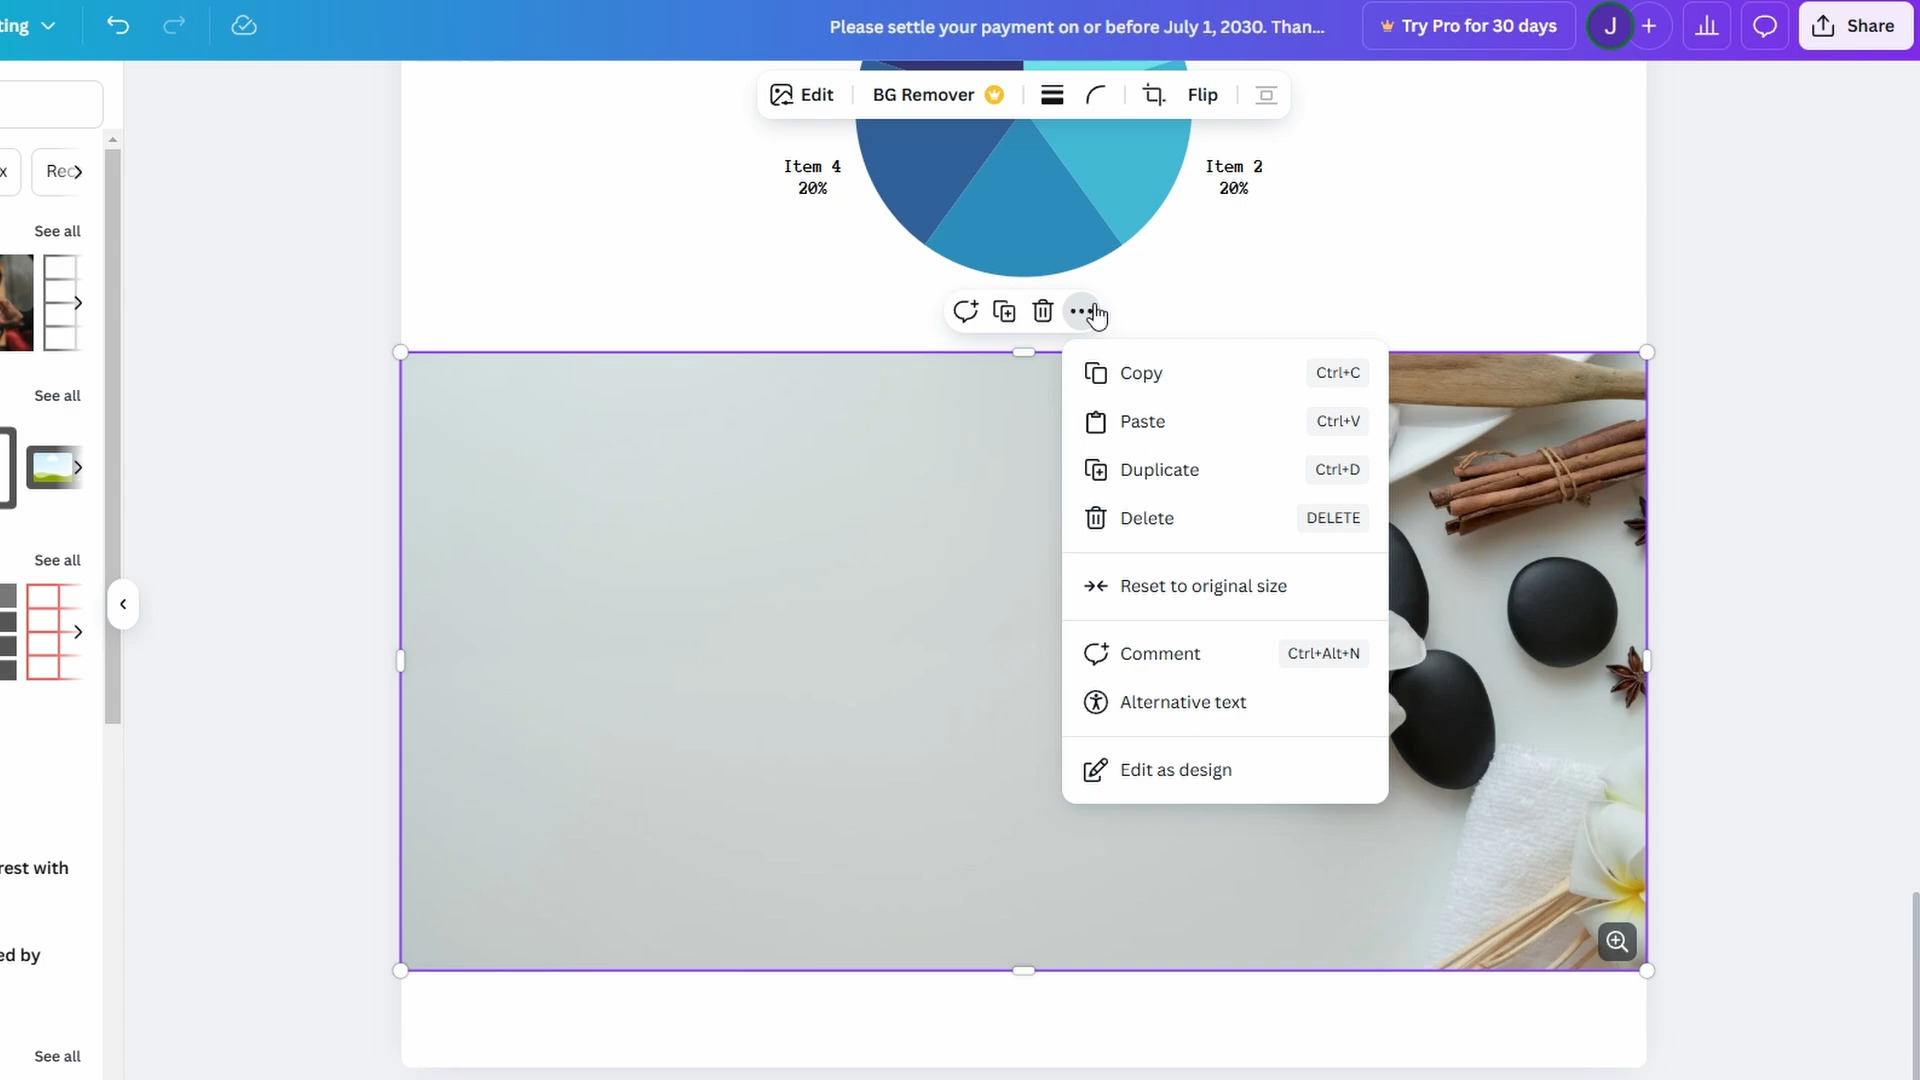 ting
Please settle your payment on or before July 1, 2030. Than...
Try Pro for 30 days
J
Share
Edit
BG Remover
Flip
x
Rec
Item 4
20%
Item 2
20%
See all
See all
See all
rest with
ed by
See all
Copy Ctrl+C
Paste Ctrl+V
Duplicate Ctrl+D
Delete DELETE
Reset to original size
Comment Ctrl+Alt+N
Alternative text
Edit as design